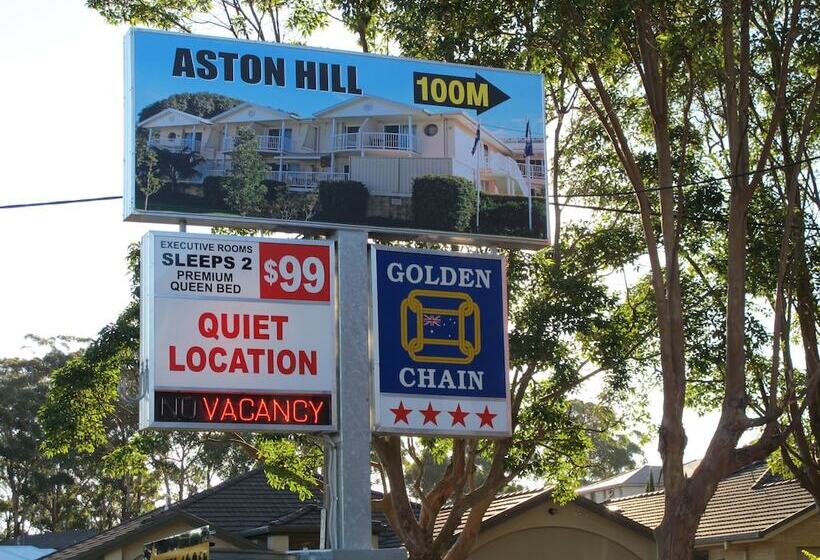 ASTON HILL
100M
EXECUTIVE ROOMS
SLEEPS 2
PREMIUM
QUEEN BED
$99
QUIET
LOCATION
NO VACANCY
GOLDEN
CHAIN